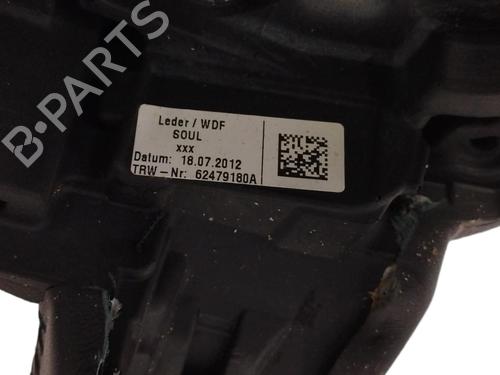 B-PARTS
Leder / WDF
SOUL
xxx
Datum: 18.07.2012
TRW-Nr: 62479180A